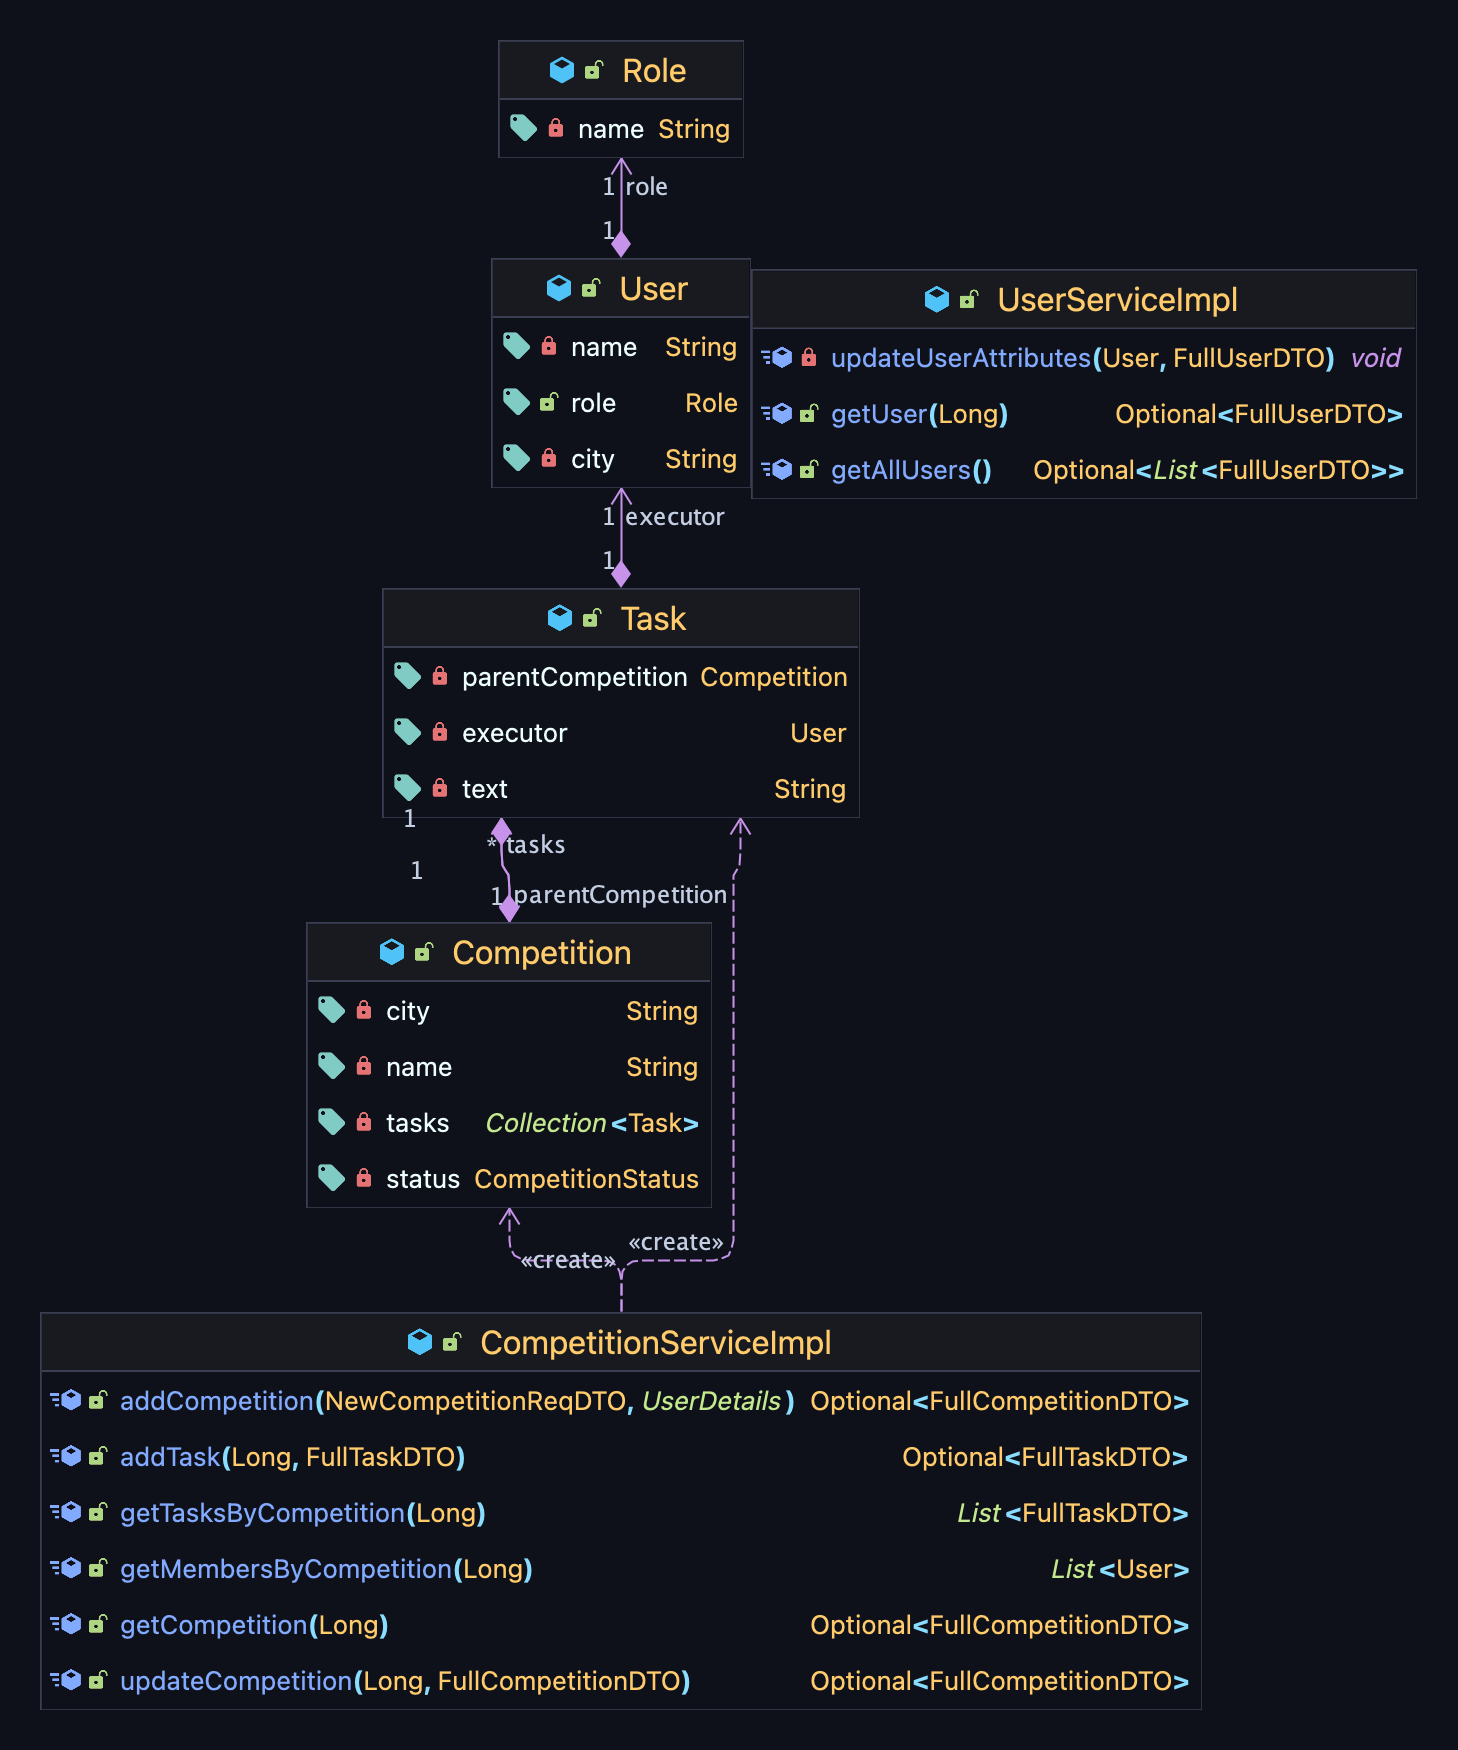 Role
name String
1 role
1
User
name String
role Role
city String
UserServiceImpl
updateUserAttributes(User, FullUserDTO) void
getUser(Long) Optional<FullUserDTO>
getAllUsers() Optional<List<FullUserDTO>>
1 executor
1
Task
parentCompetition Competition
executor User
text String
1
* tasks
1
1 parentCompetition
Competition
city String
name String
tasks Collection<Task>
status CompetitionStatus
«create»
«create»
CompetitionServiceImpl
addCompetition(NewCompetitionReqDTO, UserDetails) Optional<FullCompetitionDTO>
addTask(Long, FullTaskDTO) Optional<FullTaskDTO>
getTasksByCompetition(Long) List<FullTaskDTO>
getMembersByCompetition(Long) List<User>
getCompetition(Long) Optional<FullCompetitionDTO>
updateCompetition(Long, FullCompetitionDTO) Optional<FullCompetitionDTO>